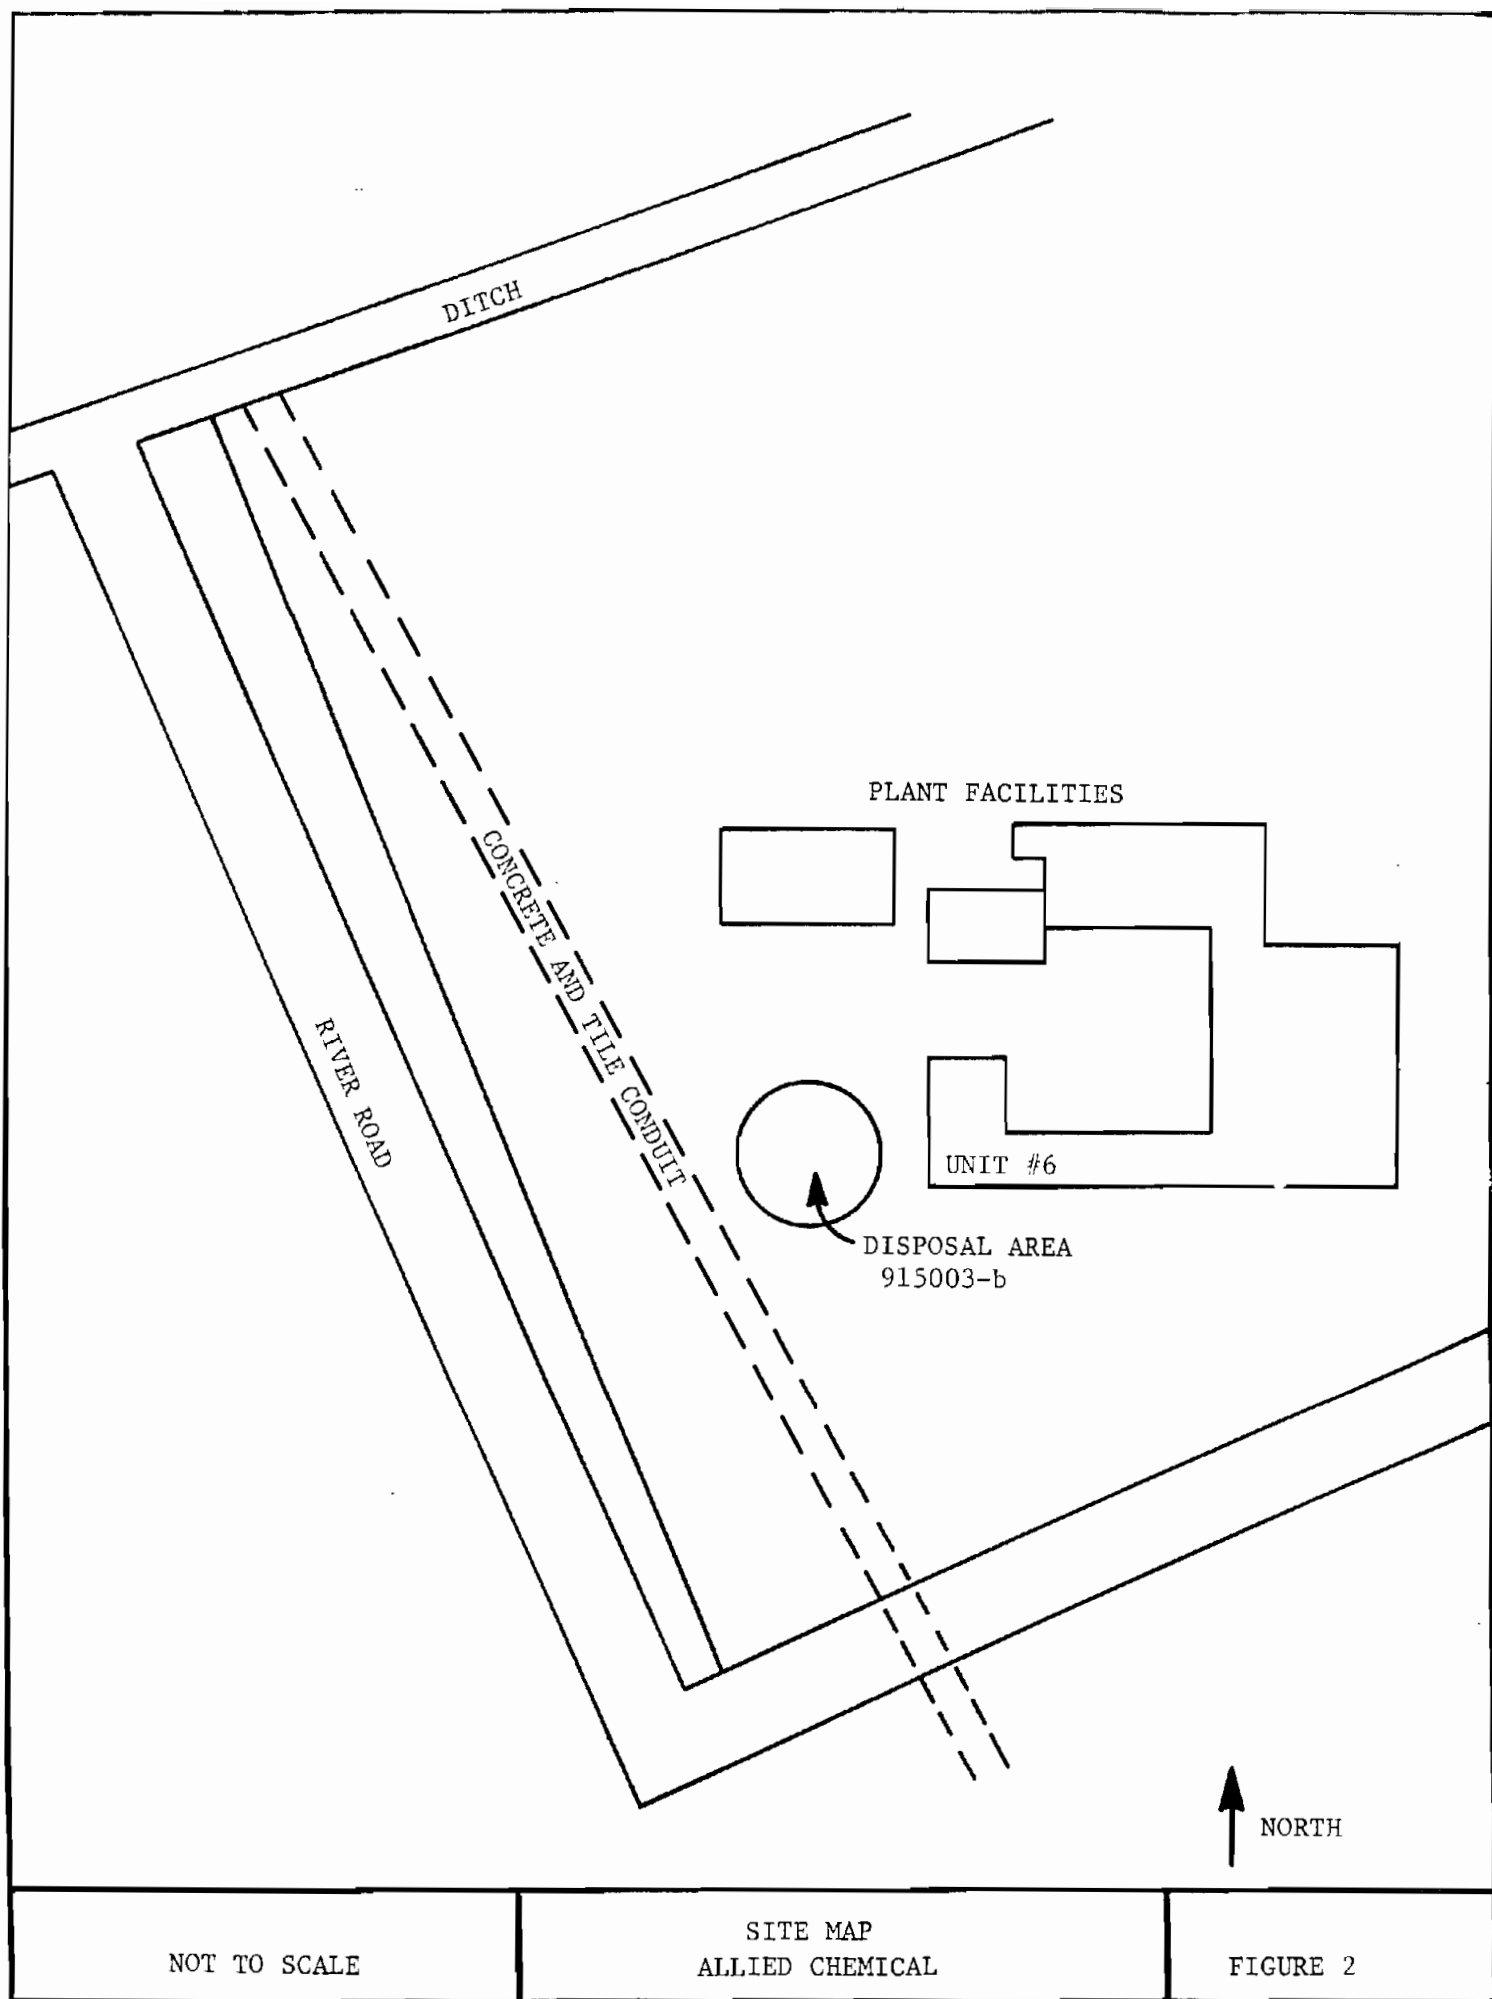 DITCH
PLANT FACILITIES
CONCRETE AND TILE CONDUIT
RIVER ROAD
UNIT #6
DISPOSAL AREA
915003-b
NORTH
NOT TO SCALE
SITE MAP
ALLIED CHEMICAL
FIGURE 2